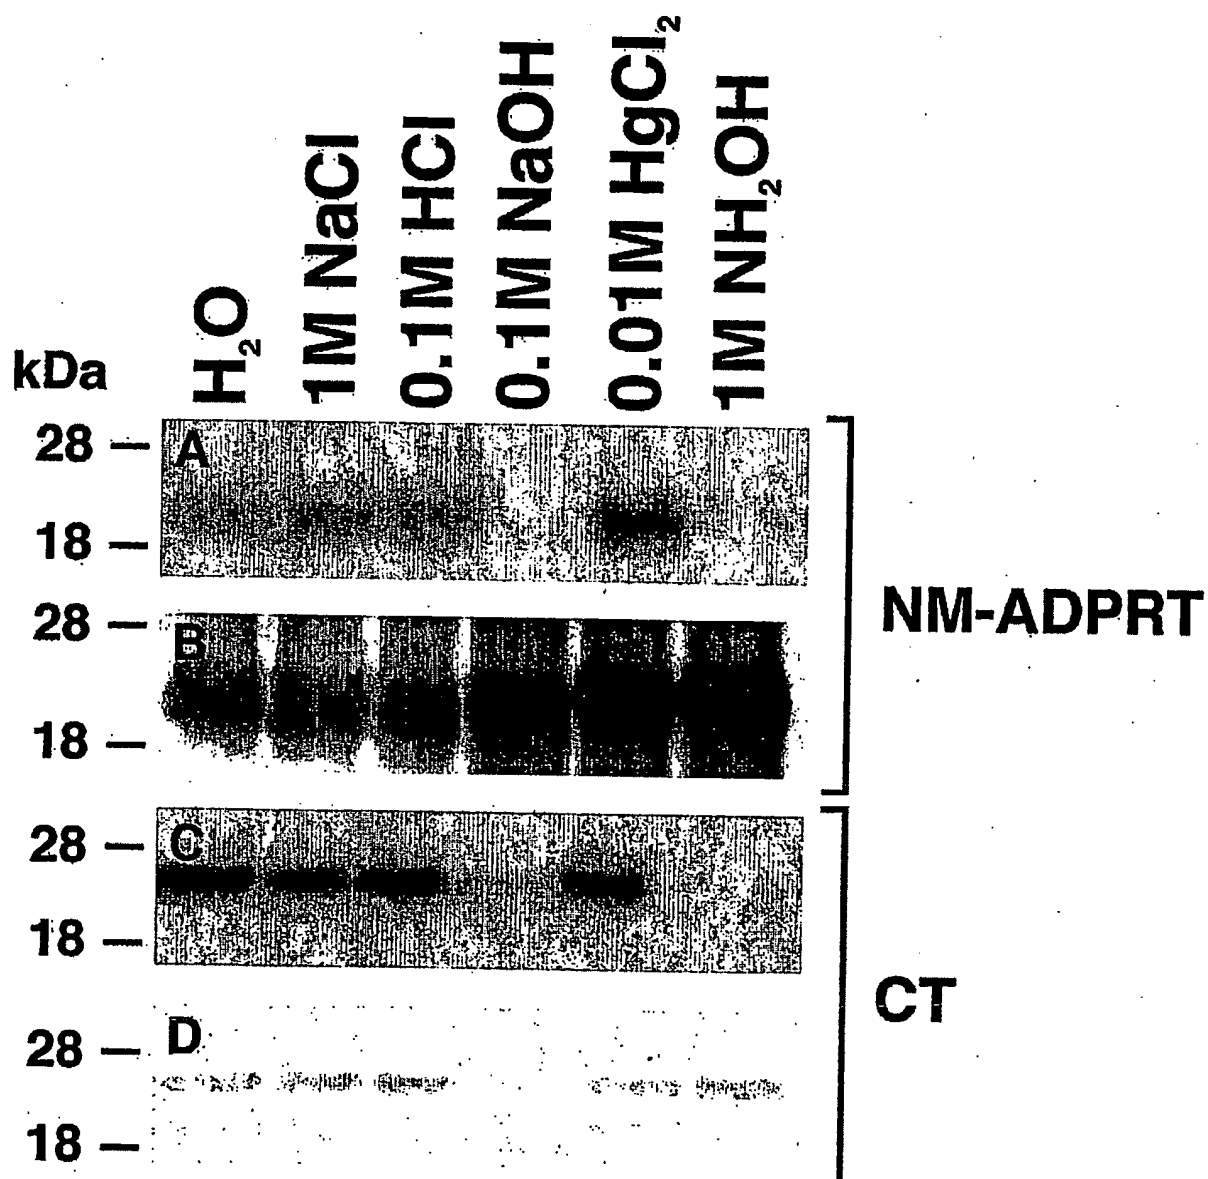 H₂O
1M NaCl
0.1M HCl
0.1M NaOH
0.01M HgCl₂
1M NH₂OH
kDa
28
A
18
28
B
18
NM-ADPRT
28
C
18
28
D
18
CT